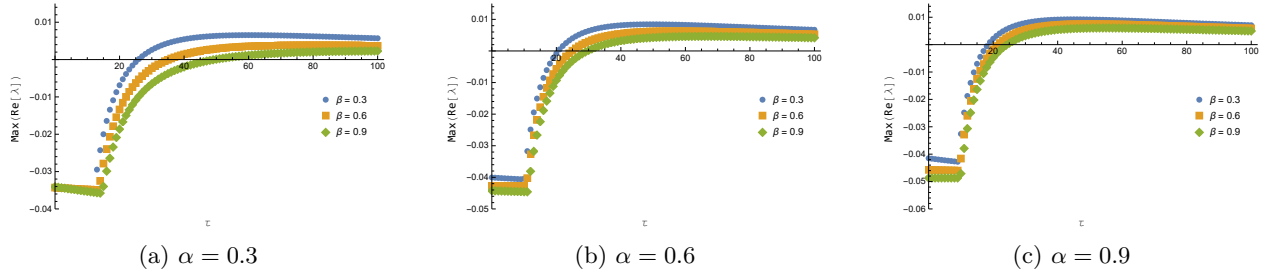 0.01
20 40 60 80 100
-0.01
-0.02
-0.03
-0.04
Max(Re[λ])
τ
β = 0.3
β = 0.6
β = 0.9
(a) α = 0.3
0.01
20 40 60 80 100
-0.01
-0.02
-0.03
-0.04
-0.05
Max(Re[λ])
τ
β = 0.3
β = 0.6
β = 0.9
(b) α = 0.6
0.01
0
20 40 60 80 100
-0.01
-0.02
-0.03
-0.04
-0.05
-0.06
Max(Re[λ])
τ
β = 0.3
β = 0.6
β = 0.9
(c) α = 0.9